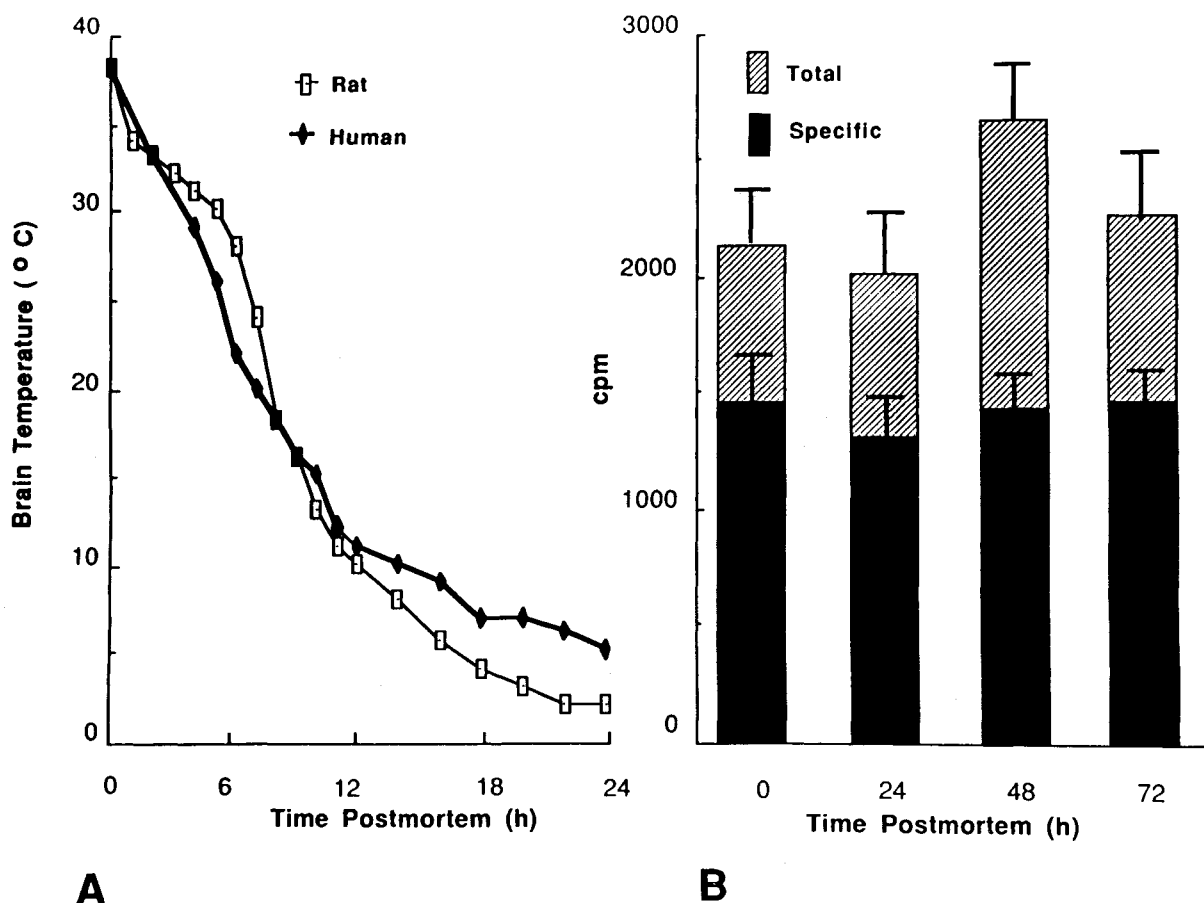 40
30
20
10
0
Brain Temperature ( o C)
Rat
Human
0 6 12 18 24
Time Postmortem (h)
A
3000
2000
1000
0
cpm
Total
Specific
0 24 48 72
Time Postmortem (h)
B